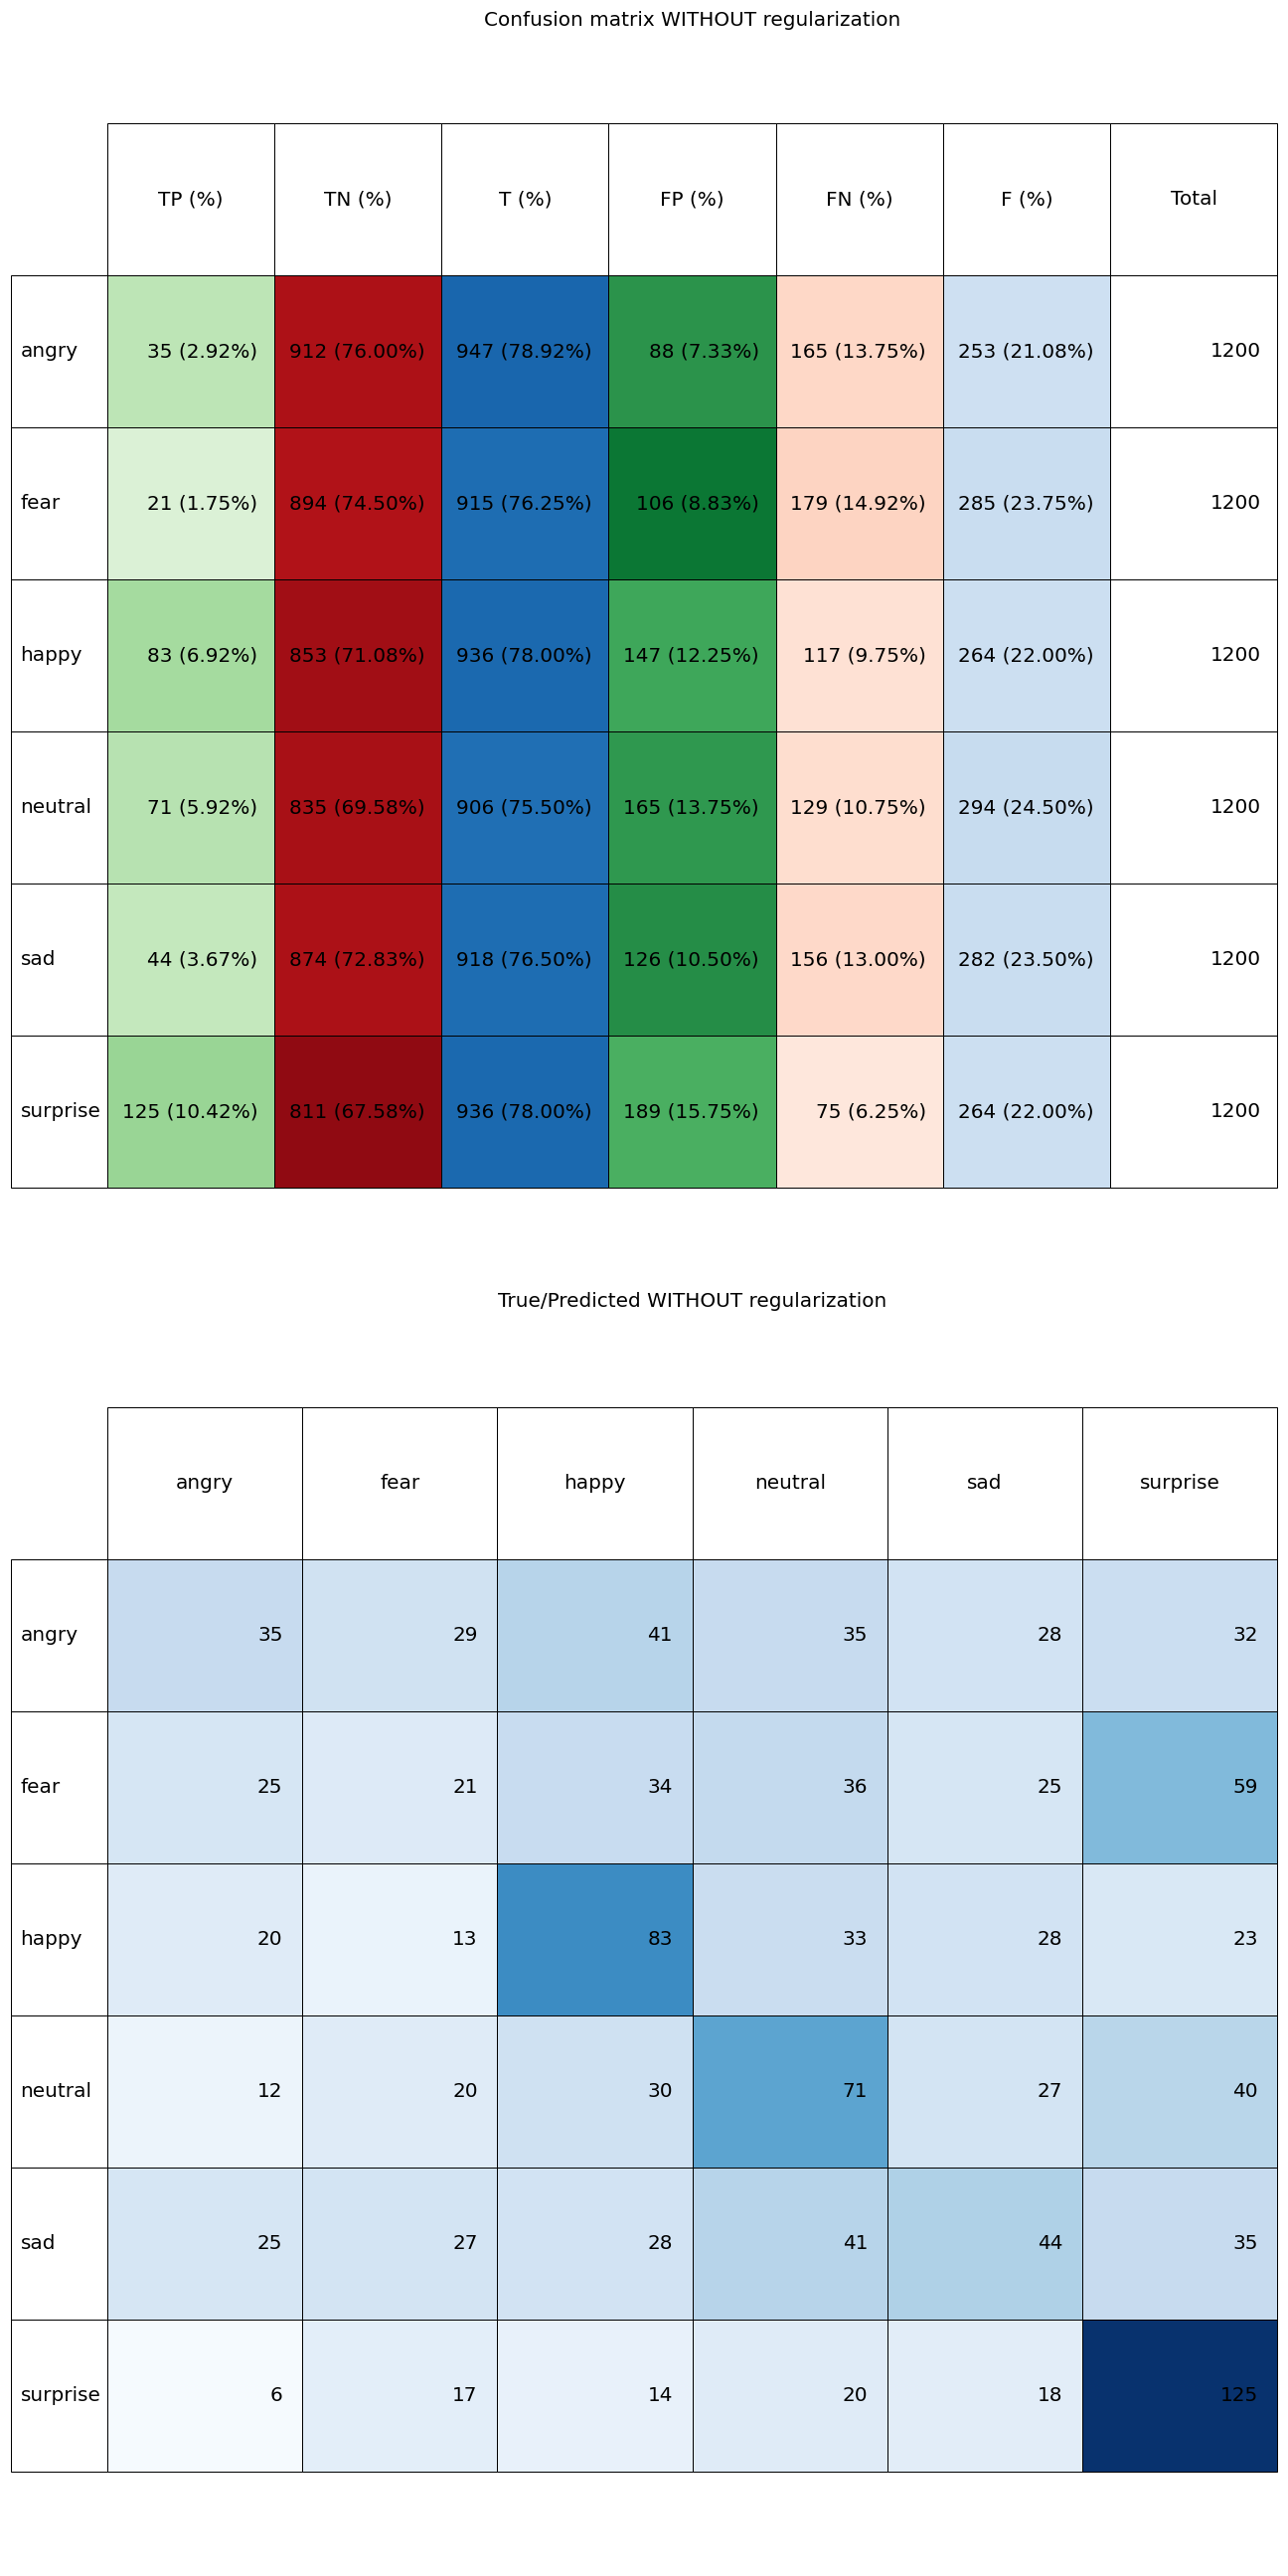 Confusion matrix WITHOUT regularization
TP (%) TN (%) T (%) FP (%) FN (%) F (%) Total
angry 35 (2.92%) 912 (76.00%) 947 (78.92%) 88 (7.33%) 165 (13.75%) 253 (21.08%) 1200
fear 21 (1.75%) 894 (74.50%) 915 (76.25%) 106 (8.83%) 179 (14.92%) 285 (23.75%) 1200
happy 83 (6.92%) 853 (71.08%) 936 (78.00%) 147 (12.25%) 117 (9.75%) 264 (22.00%) 1200
neutral 71 (5.92%) 835 (69.58%) 906 (75.50%) 165 (13.75%) 129 (10.75%) 294 (24.50%) 1200
sad 44 (3.67%) 874 (72.83%) 918 (76.50%) 126 (10.50%) 156 (13.00%) 282 (23.50%) 1200
surprise 125 (10.42%) 811 (67.58%) 936 (78.00%) 189 (15.75%) 75 (6.25%) 264 (22.00%) 1200
True/Predicted WITHOUT regularization
angry fear happy neutral sad surprise
angry 35 29 41 35 28 32
fear 25 21 34 36 25 59
happy 20 13 83 33 28 23
neutral 12 20 30 71 27 40
sad 25 27 28 41 44 35
surprise 6 17 14 20 18 125